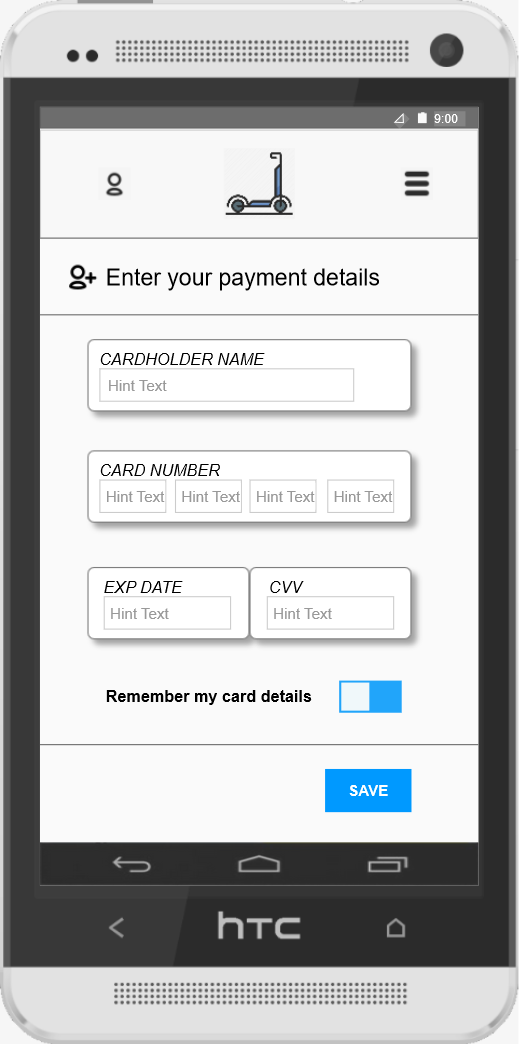 9:00
Enter your payment details
CARDHOLDER NAME
Hint Text
CARD NUMBER
Hint Text Hint Text Hint Text Hint Text
EXP DATE CVV
Hint Text Hint Text
Remember my card details
SAVE
hTC